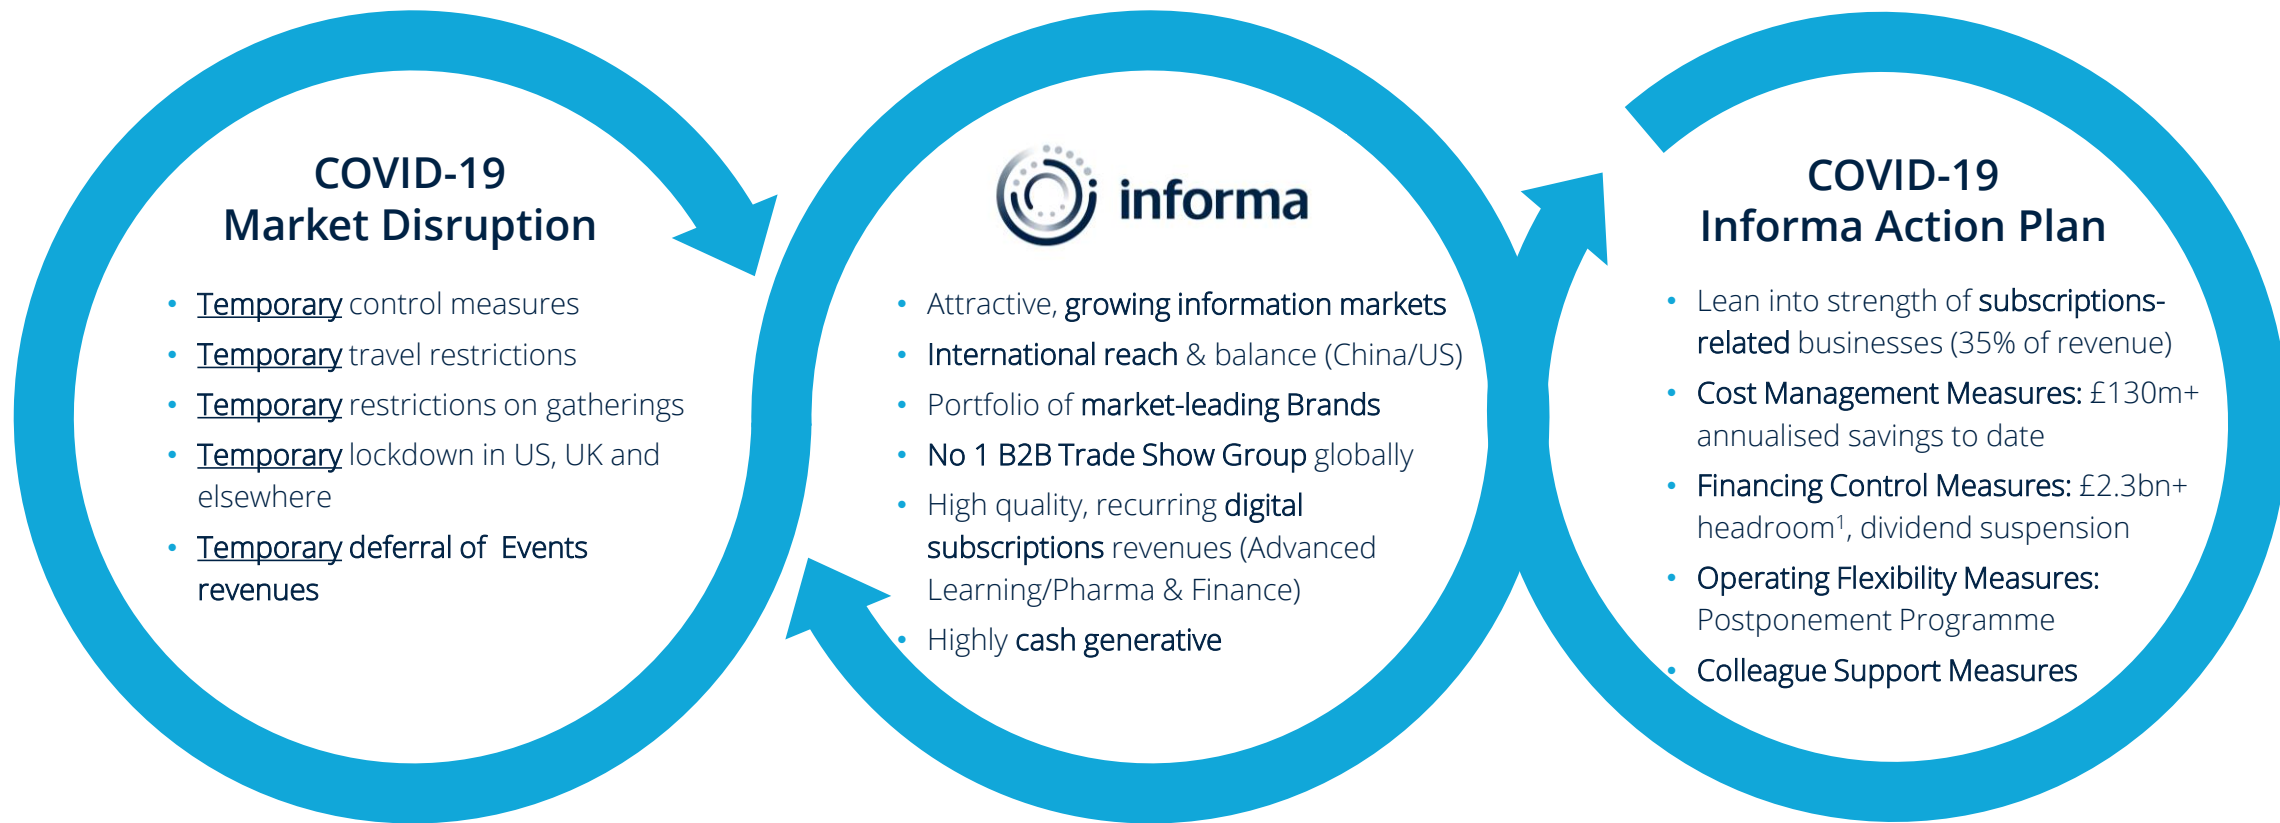 COVID-19
Market Disruption
• Temporary control measures
• Temporary travel restrictions
• Temporary restrictions on gatherings
• Temporary lockdown in US, UK and
elsewhere
• Temporary deferral of  Events
revenues
informa
• Attractive, growing information markets
• International reach & balance (China/US)
• Portfolio of market-leading Brands
• No 1 B2B Trade Show Group globally
• High quality, recurring digital
subscriptions revenues (Advanced
Learning/Pharma & Finance)
• Highly cash generative
COVID-19
Informa Action Plan
• Lean into strength of subscriptions-
related businesses (35% of revenue)
• Cost Management Measures: £130m+
annualised savings to date
• Financing Control Measures: £2.3bn+
headroom¹, dividend suspension
• Operating Flexibility Measures:
Postponement Programme
• Colleague Support Measures